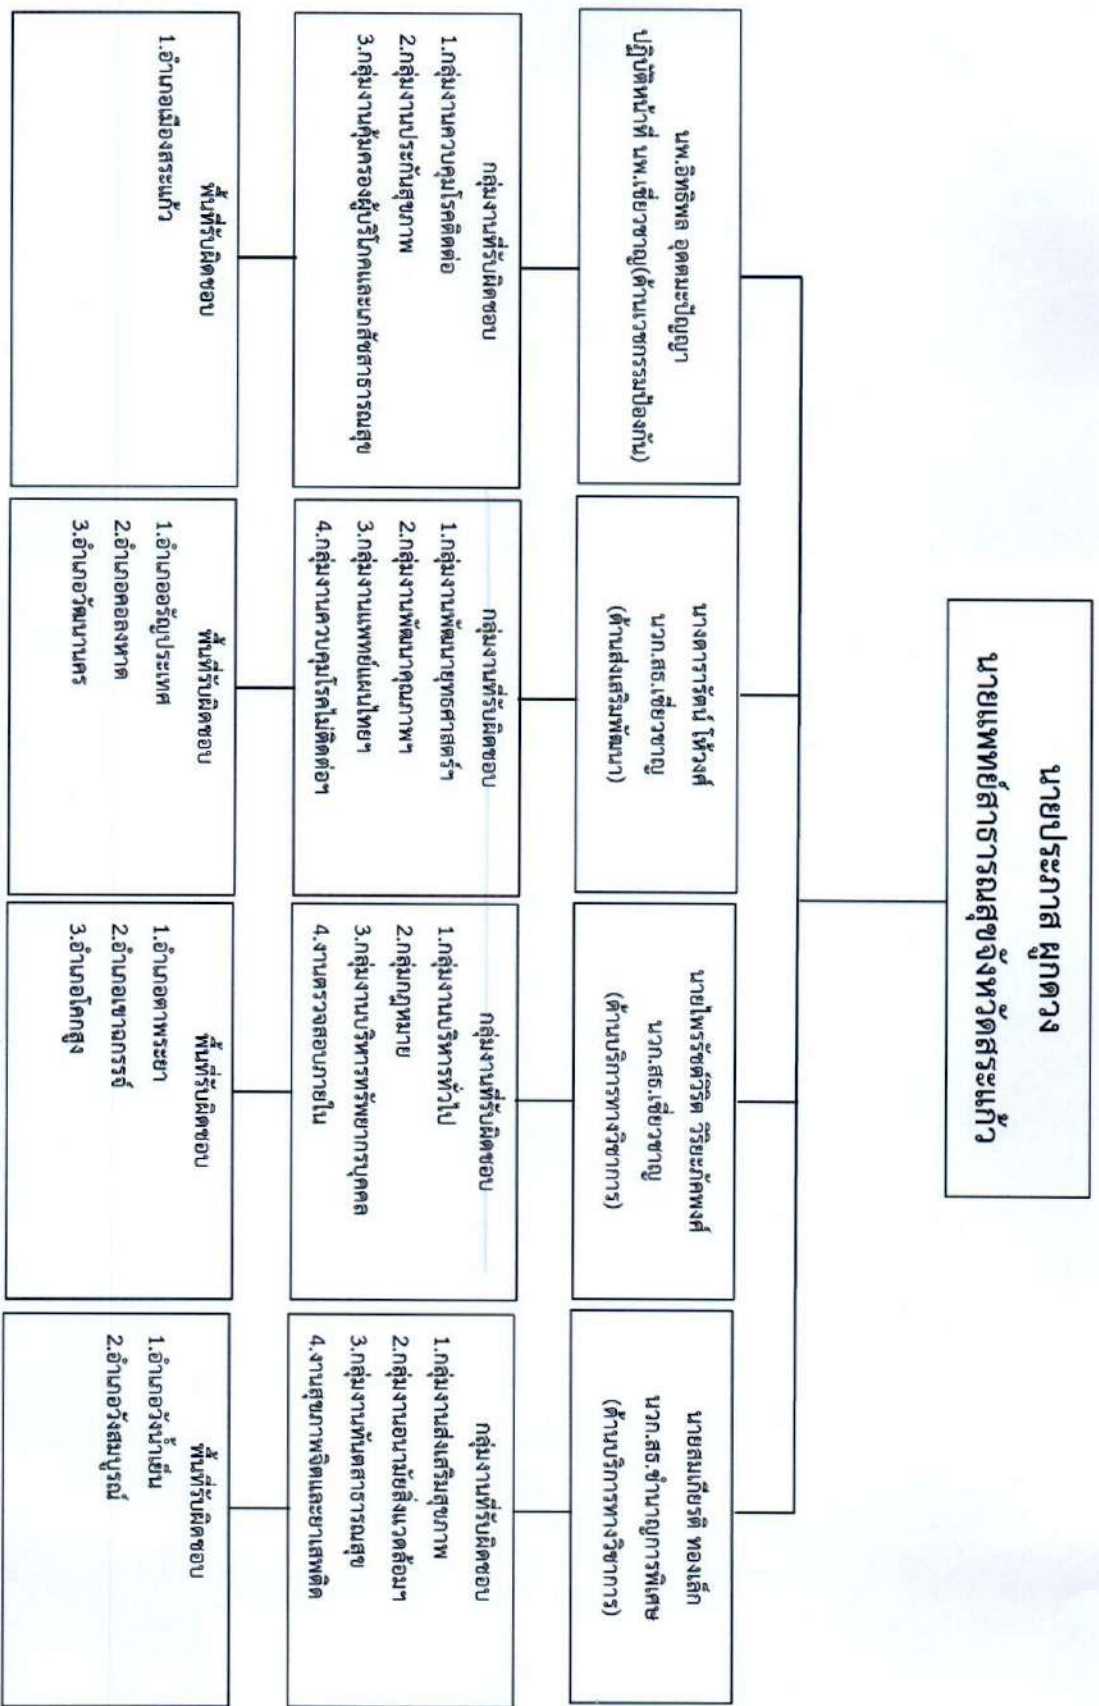 นายประภาส ผูกดวง
นายแพทย์สาธารณสุขจังหวัดสระแก้ว
นพ.อิทธิพล อุดตมะปัญญา
ปฏิบัติหน้าที่ นพ.เชี่ยวชาญ(ด้านเวชกรรมป้องกัน)
กลุ่มงานที่รับผิดชอบ
1.กลุ่มงานควบคุมโรคติดต่อ
2.กลุ่มงานประกันสุขภาพ
3.กลุ่มงานคุ้มครองผู้บริโภคและเภสัชสาธารณสุข
พื้นที่รับผิดชอบ
1.อำเภอเมืองสระแก้ว
นางดารารัตน์ โห้วงศ์
นวก.สธ.เชี่ยวชาญ
(ด้านส่งเสริมพัฒนา)
กลุ่มงานที่รับผิดชอบ
1.กลุ่มงานพัฒนายุทธศาสตร์ฯ
2.กลุ่มงานพัฒนาคุณภาพฯ
3.กลุ่มงานแพทย์แผนไทยฯ
4.กลุ่มงานควบคุมโรคไม่ติดต่อฯ
พื้นที่รับผิดชอบ
1.อำเภออรัญประเทศ
2.อำเภอคลองหาด
3.อำเภอวัฒนานคร
นายไพรัชต์วิริต วิริยะภัคพงศ์
นวก.สธ.เชี่ยวชาญ
(ด้านบริการทางวิชาการ)
กลุ่มงานที่รับผิดชอบ
1.กลุ่มงานบริหารทั่วไป
2.กลุ่มกฎหมาย
3.กลุ่มงานบริหารทรัพยากรบุคคล
4.งานตรวจสอบภายใน
พื้นที่รับผิดชอบ
1.อำเภอตาพระยา
2.อำเภอเขาฉกรรจ์
3.อำเภอโคกสูง
นายสมเกียรติ ทองเล็ก
นวก.สธ.ชำนาญการพิเศษ
(ด้านบริการทางวิชาการ)
กลุ่มงานที่รับผิดชอบ
1.กลุ่มงานส่งเสริมสุขภาพ
2.กลุ่มงานอนามัยสิ่งแวดล้อมฯ
3.กลุ่มงานทันตสาธารณสุข
4.งานสุขภาพจิตและยาเสพติด
พื้นที่รับผิดชอบ
1.อำเภอวังน้ำเย็น
2.อำเภอวังสมบูรณ์